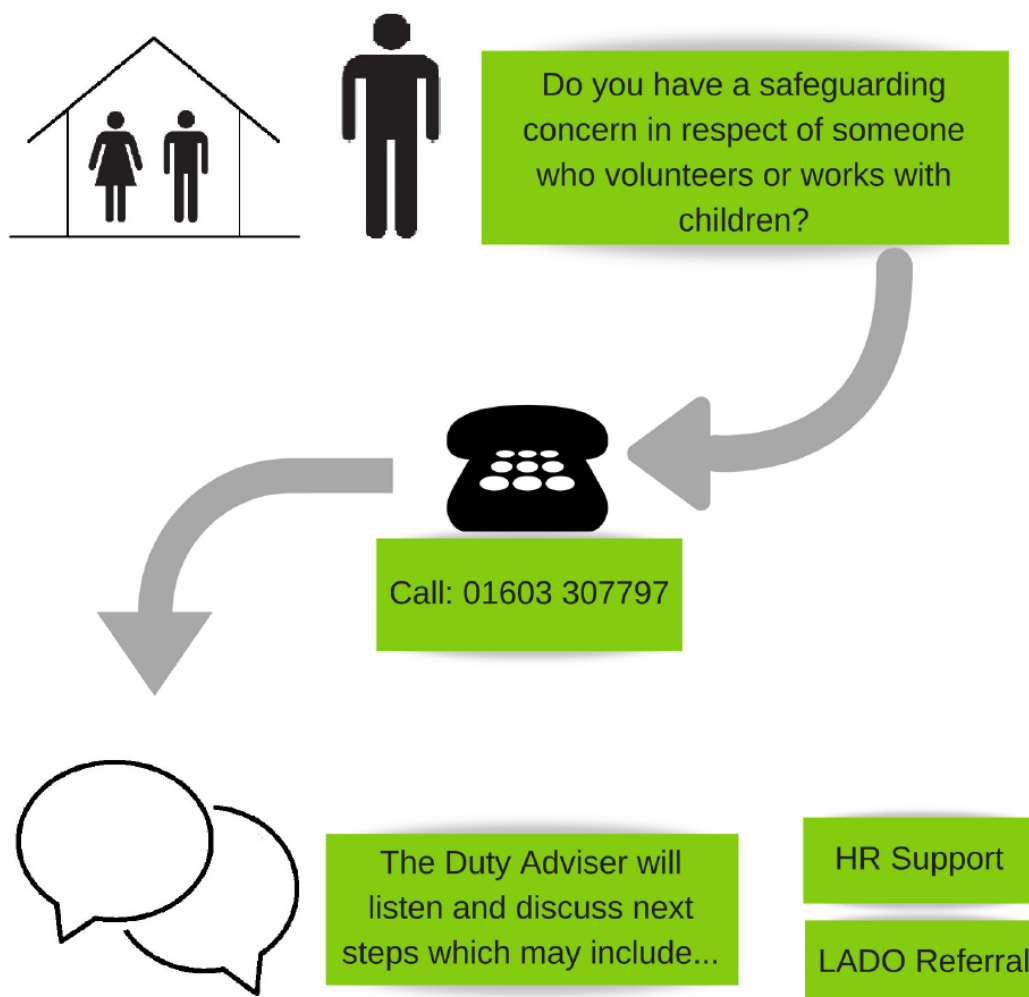 Do you have a safeguarding
concern in respect of someone
who volunteers or works with
children?
Call: 01603 307797
The Duty Adviser will
listen and discuss next
steps which may include...
HR Support
LADO Referral